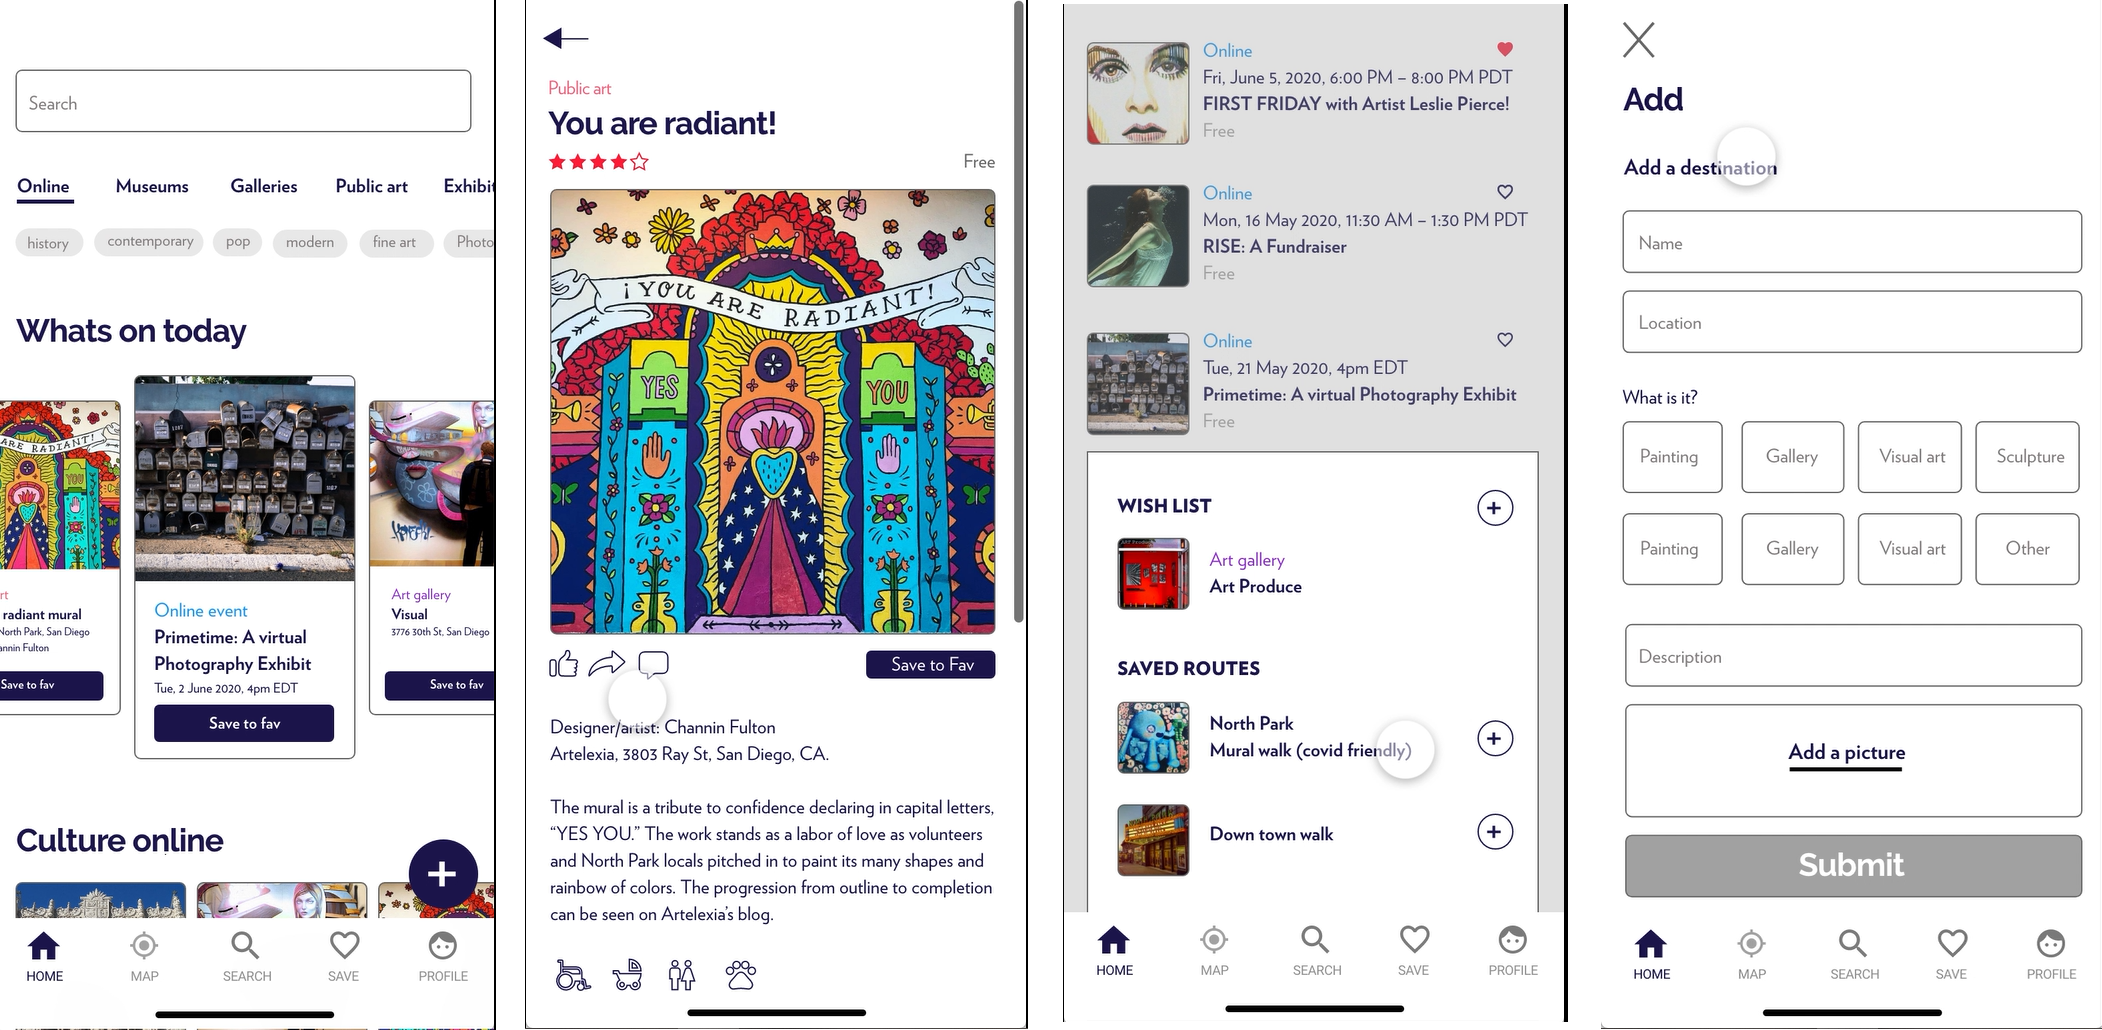 Search
Online Museums Galleries Public art Exhibit
history contemporary pop modern fine art Photo
Whats on today
ARE RADIANT!
YOU
rt
radiant mural
North Park, San Diego
annin Fulton
Save to fav
Online event
Primetime: A virtual
Photography Exhibit
Tue, 2 June 2020, 4pm EDT
Save to fav
Art gallery
Visual
3776 30th St, San Diego
Save to fav
Culture online
HOME MAP SEARCH SAVE PROFILE
Public art
You are radiant!
Free
¡YOU ARE RADIANT!
YES YOU
Save to Fav
Designer/artist: Channin Fulton
Artelexia, 3803 Ray St, San Diego, CA.
The mural is a tribute to confidence declaring in capital letters,
“YES YOU.” The work stands as a labor of love as volunteers
and North Park locals pitched in to paint its many shapes and
rainbow of colors. The progression from outline to completion
can be seen on Artelexia’s blog.
Online
Fri, June 5, 2020, 6:00 PM – 8:00 PM PDT
FIRST FRIDAY with Artist Leslie Pierce!
Free
Online
Mon, 16 May 2020, 11:30 AM – 1:30 PM PDT
RISE: A Fundraiser
Free
Online
Tue, 21 May 2020, 4pm EDT
Primetime: A virtual Photography Exhibit
Free
WISH LIST
Art gallery
Art Produce
SAVED ROUTES
North Park
Mural walk (covid friendly)
Down town walk
HOME MAP SEARCH SAVE PROFILE
Add
Add a destination
Name
Location
What is it?
Painting Gallery Visual art Sculpture
Painting Gallery Visual art Other
Description
Add a picture
Submit
HOME MAP SEARCH SAVE PROFILE